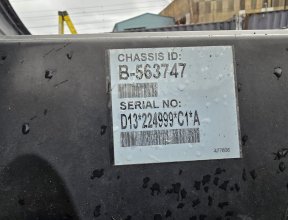 CHASSIS ID:
B-563747
SERIAL NO:
D13*224999*C1*A